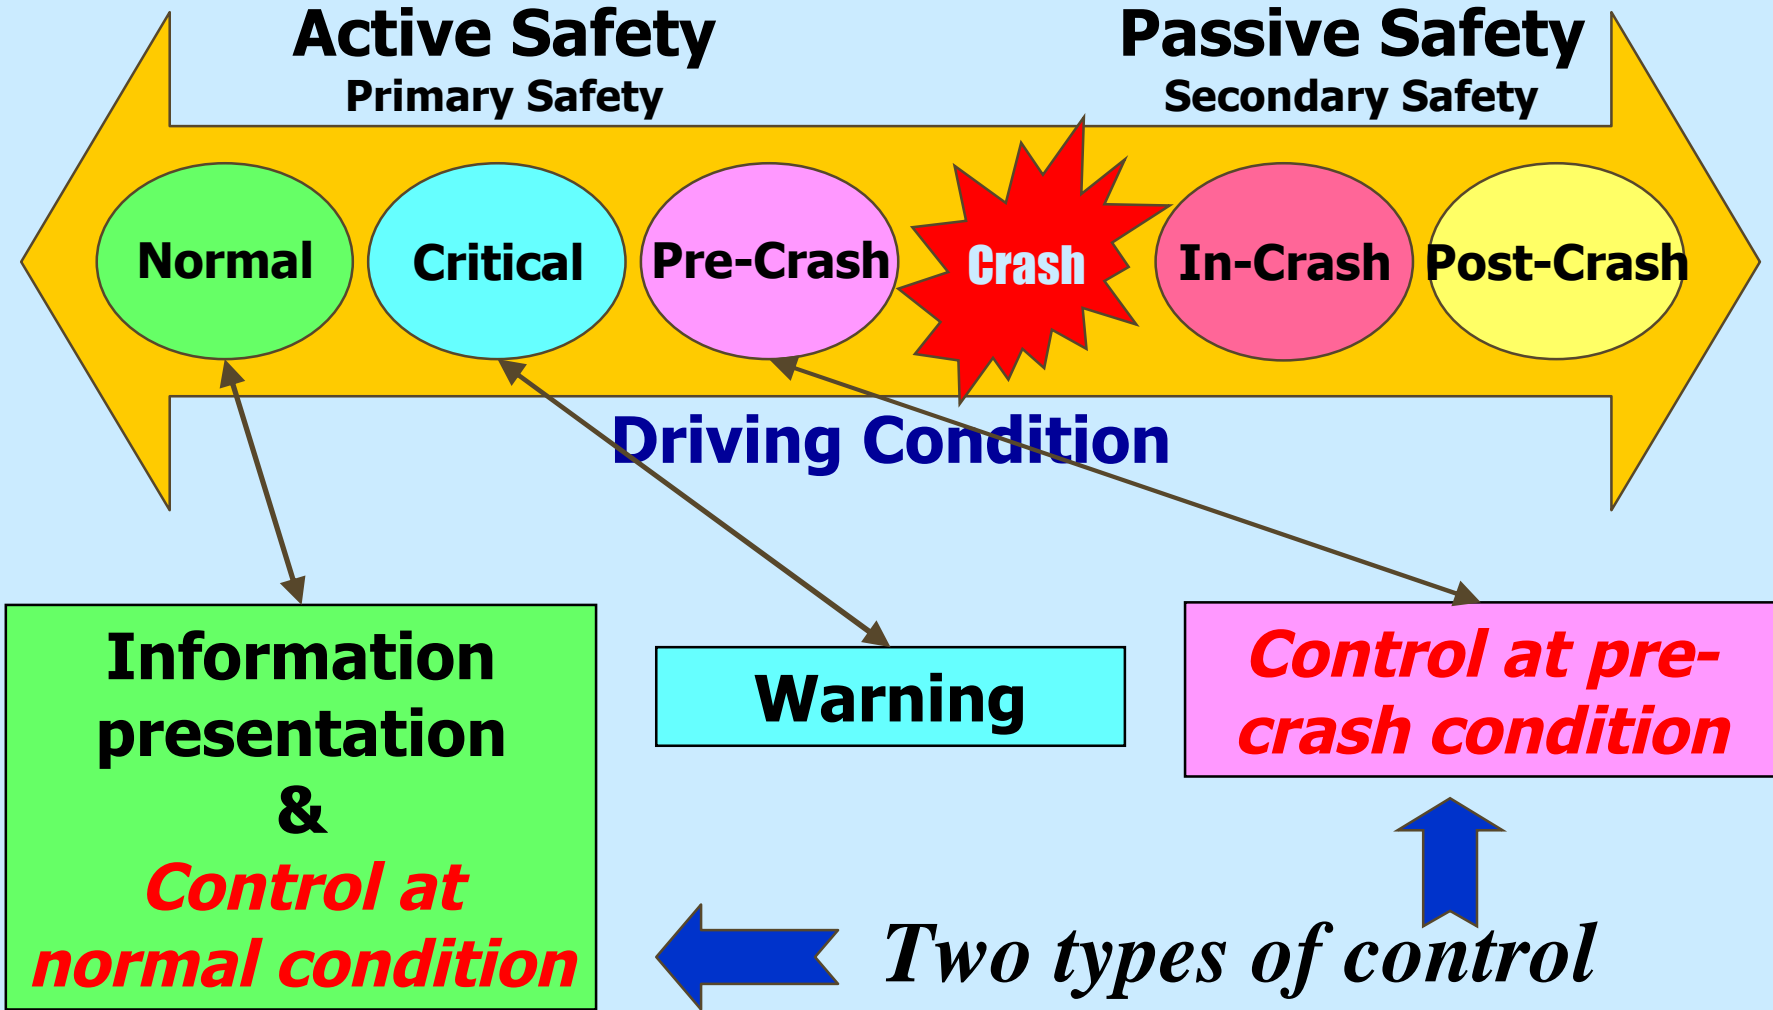 Active Safety
Primary Safety
Passive Safety
Secondary Safety
Normal
Critical
Pre-Crash
Crash
In-Crash
Post-Crash
Driving Condition
Information
presentation
&
Control at
normal condition
Warning
Control at pre-
crash condition
Two types of control